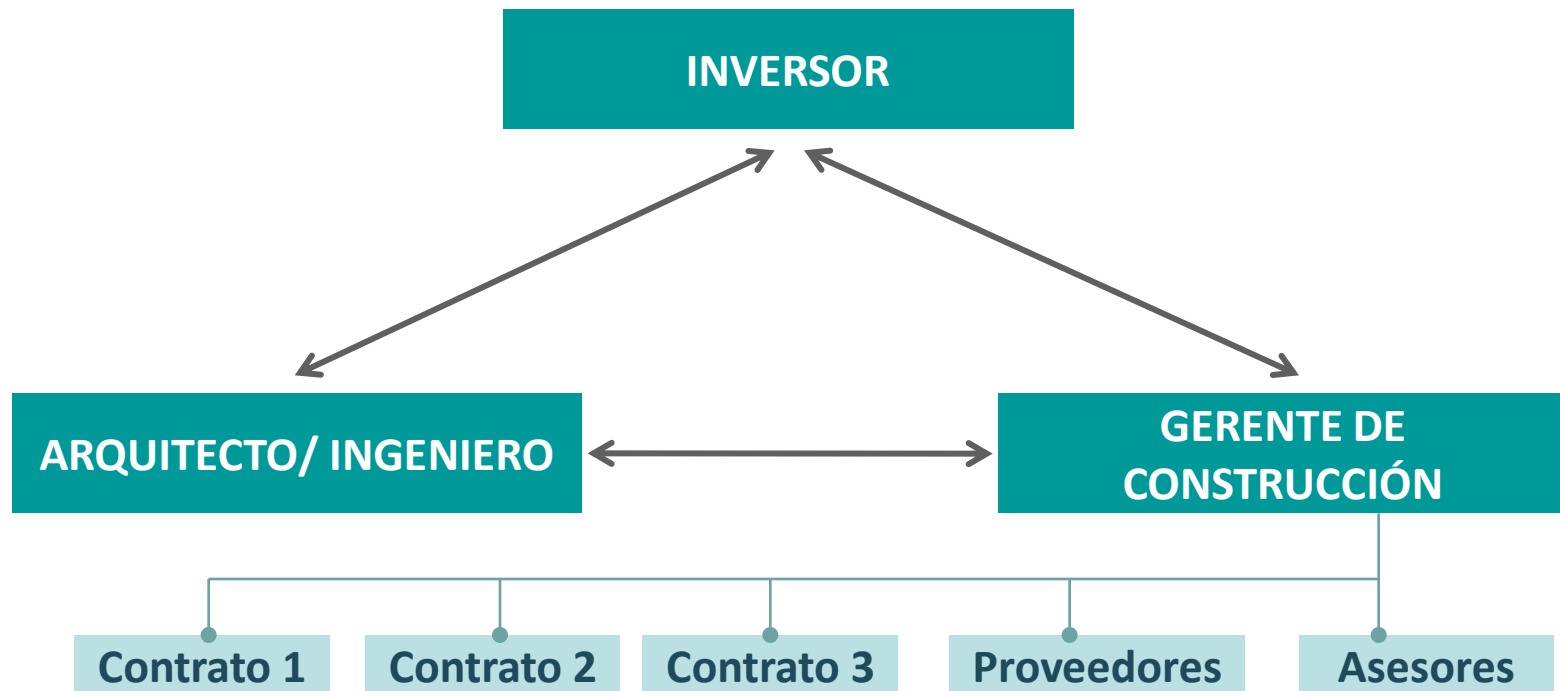 INVERSOR
ARQUITECTO/ INGENIERO
GERENTE DE
CONSTRUCCIÓN
Contrato 1
Contrato 2
Contrato 3
Proveedores
Asesores